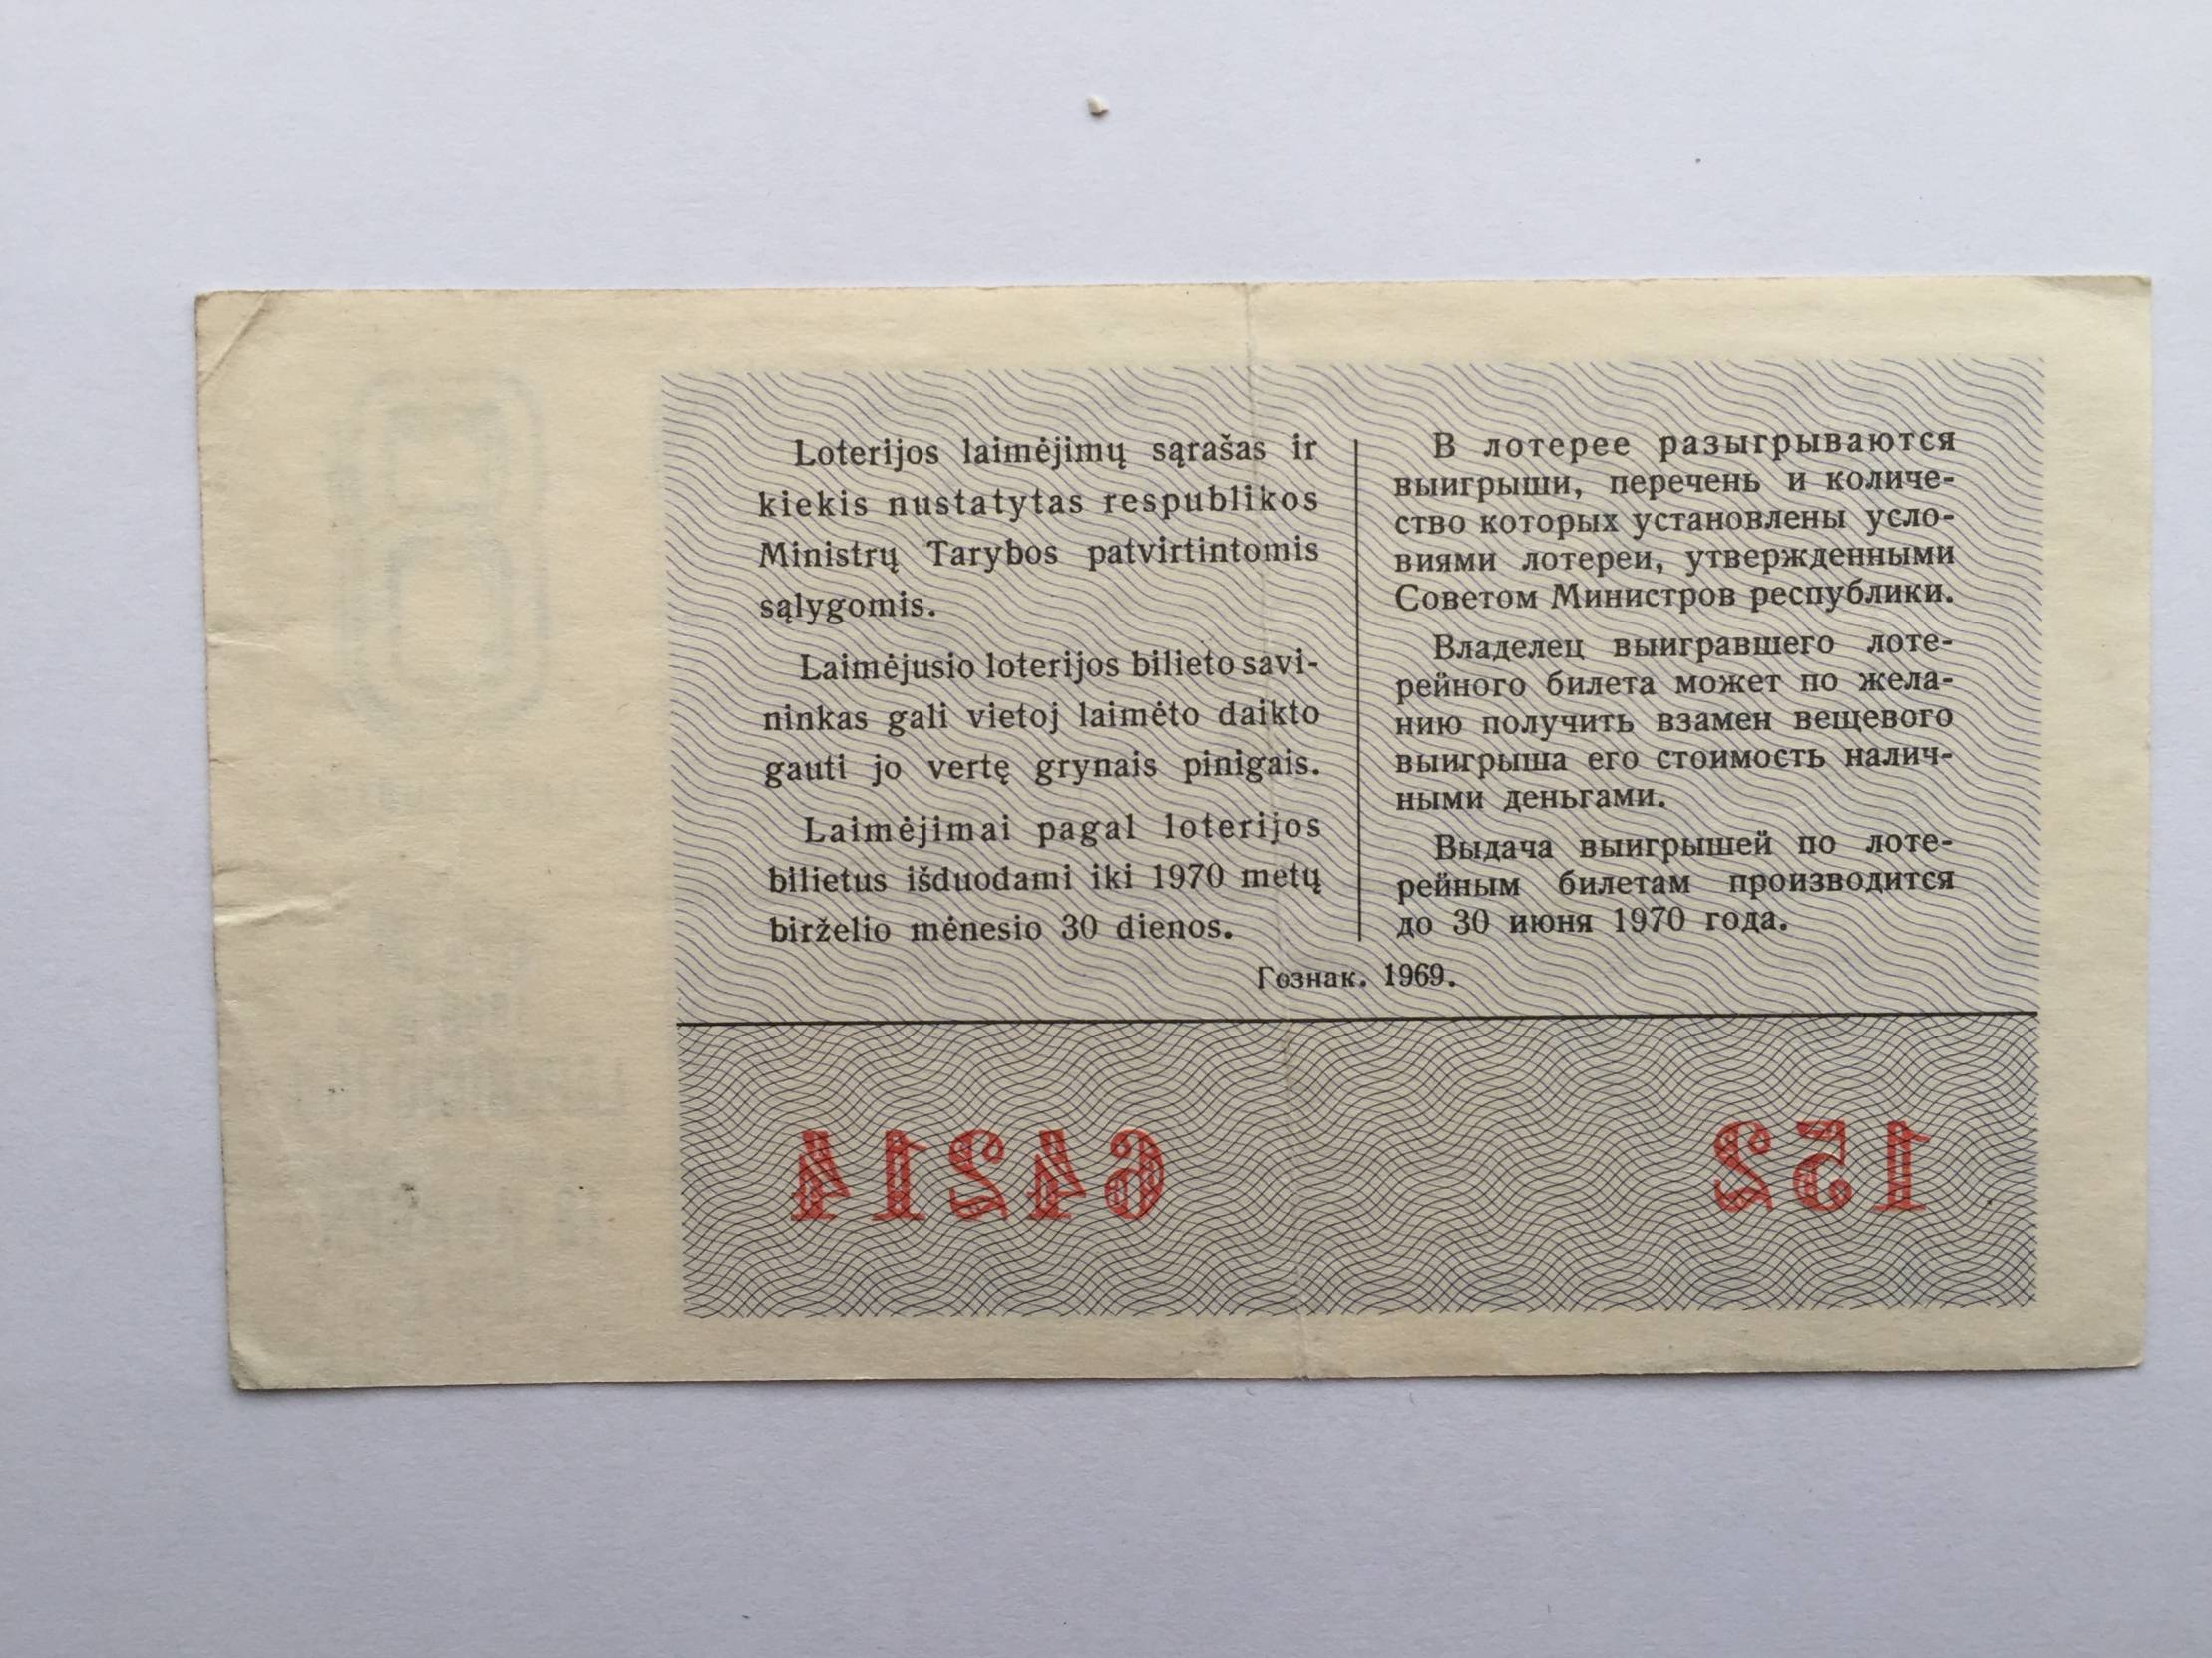 Loterijos laimėjimų sąrašas ir
kiekis nustatytas respublikos
Ministrų Tarybos patvirtintomis
sąlygomis.
Laimėjusio loterijos bilieto savi-
ninkas gali vietoj laimėto daikto
gauti jo vertę grynais pinigais.
Laimėjimai pagal loterijos
bilietus išduodami iki 1970 metų
birželio mėnesio 30 dienos.
В лотерее разыгрываются
выигрыши, перечень и количе-
ство которых установлены усло-
виями лотереи, утвержденными
Советом Министров республики.
Владелец выигравшего лоте-
рейного билета может по жела-
нию получить взамен вещевого
выигрыша его стоимость налич-
ными деньгами.
Выдача выигрышей по лоте-
рейным билетам производится
до 30 июня 1970 года.
Гознак. 1969.
64214
152